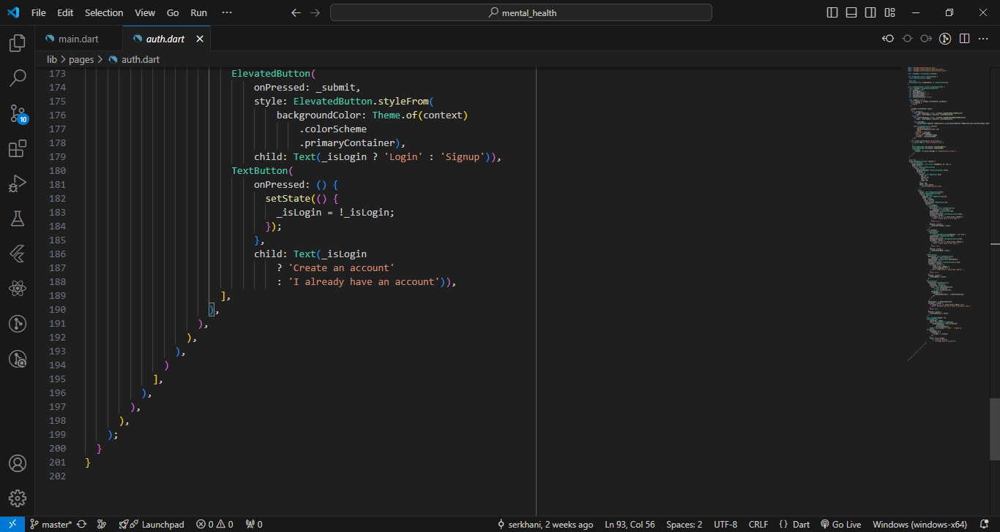 File Edit Selection View Go Run ··· mental_health
main.dart auth.dart
lib > pages > auth.dart
173 ElevatedButton(
174 onPressed: _submit,
175 style: ElevatedButton.styleFrom(
176 backgroundColor: Theme.of(context)
177 .colorScheme
178 .primaryContainer),
179 child: Text(_isLogin ? 'Login' : 'Signup')),
180 TextButton(
181 onPressed: () {
182 setState(() {
183 _isLogin = !_isLogin;
184 });
185 },
186 child: Text(_isLogin
187 ? 'Create an account'
188 : 'I already have an account')),
189 ],
190 ),
191 ),
192 ),
193 ),
194 )
195 ],
196 ),
197 ),
198 ),
199 );
200 }
201 }
202
10
master* Launchpad 0 0 0 serkhani, 2 weeks ago Ln 93, Col 56 Spaces: 2 UTF-8 CRLF {} Dart Go Live Windows (windows-x64)